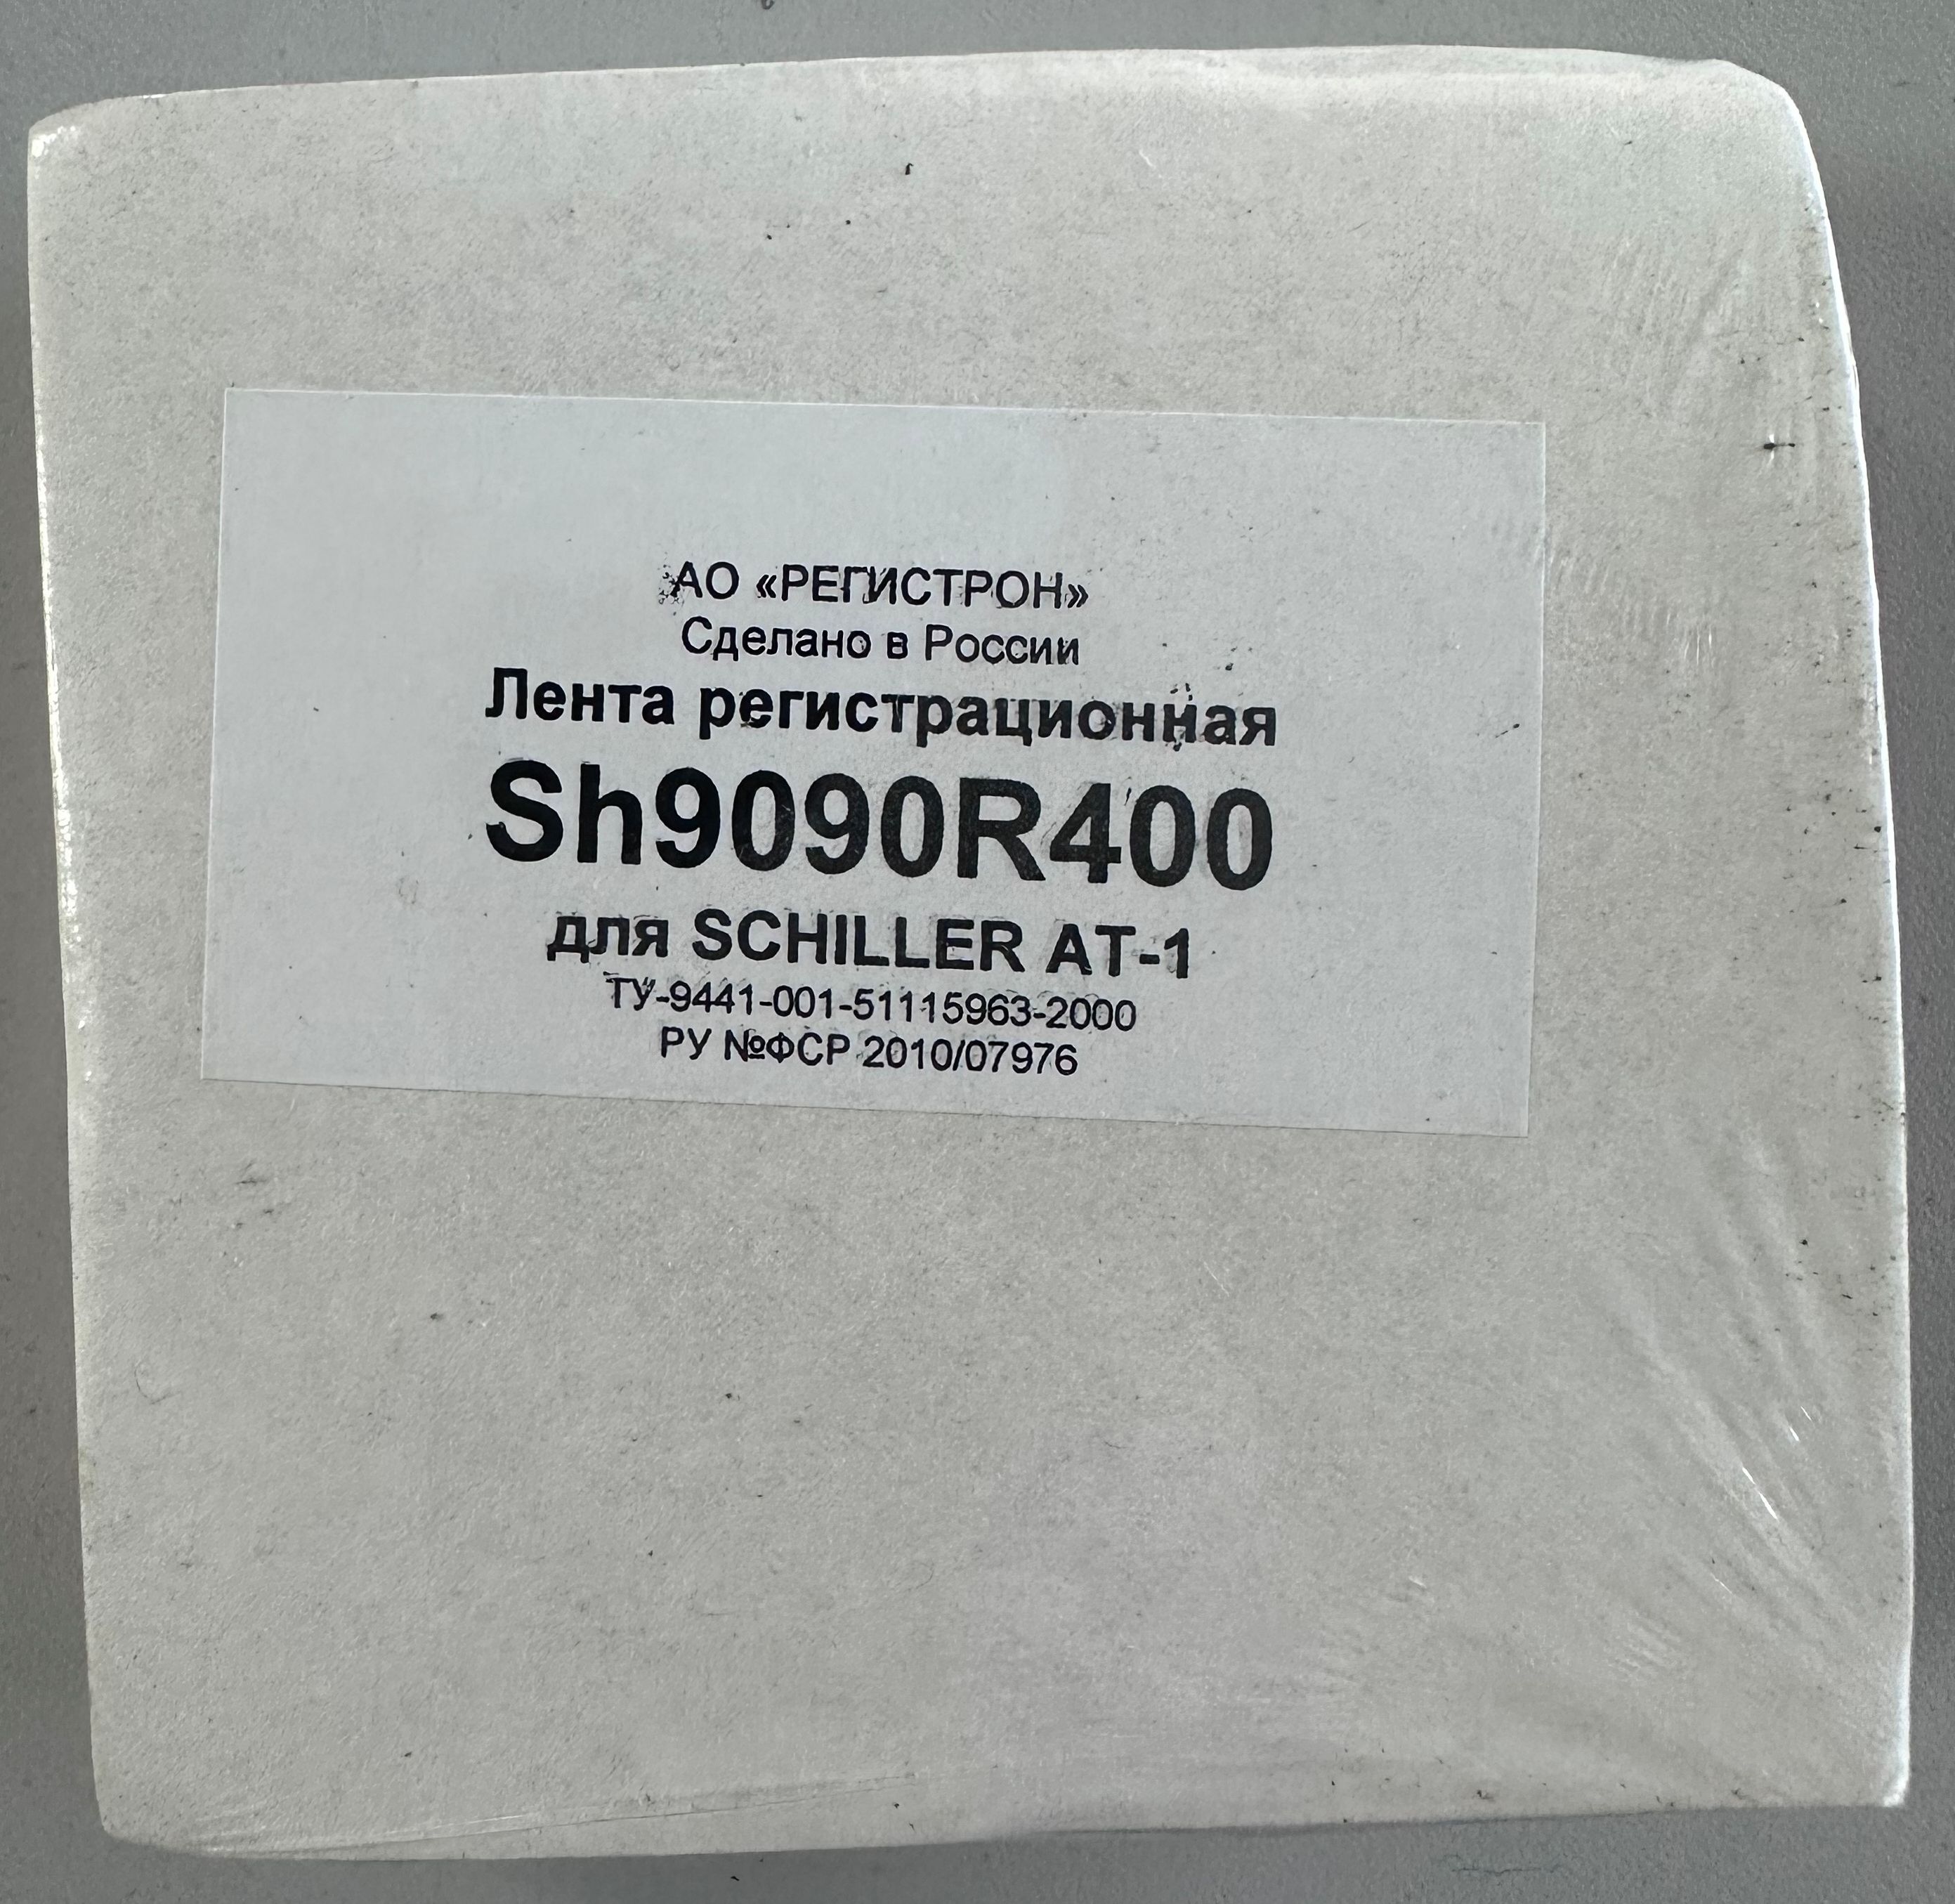 АО «РЕГИСТРОН»
Сделано в России
Лента регистрационная
Sh9090R400
для SCHILLER AT-1
ТУ-9441-001-51115963-2000
РУ №ФСР 2010/07976